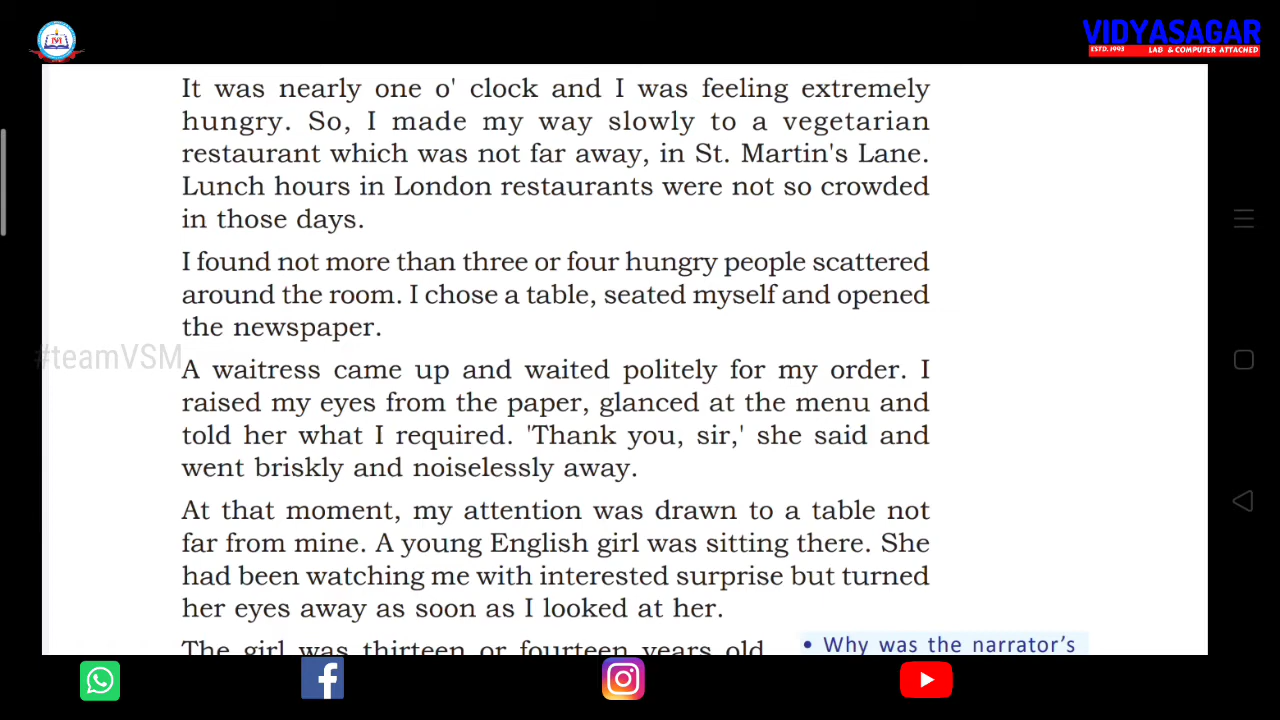 VIDYASAGAR
ESTD.1993 LAB & COMPUTER ATTACHED
It was nearly one o' clock and I was feeling extremely
hungry. So, I made my way slowly to a vegetarian
restaurant which was not far away, in St. Martin's Lane.
Lunch hours in London restaurants were not so crowded
in those days.
I found not more than three or four hungry people scattered
around the room. I chose a table, seated myself and opened
the newspaper.
#teamVSM
A waitress came up and waited politely for my order. I
raised my eyes from the paper, glanced at the menu and
told her what I required. 'Thank you, sir,' she said and
went briskly and noiselessly away.
At that moment, my attention was drawn to a table not
far from mine. A young English girl was sitting there. She
had been watching me with interested surprise but turned
her eyes away as soon as I looked at her.
The girl was thirteen or fourteen years old
• Why was the narrator's